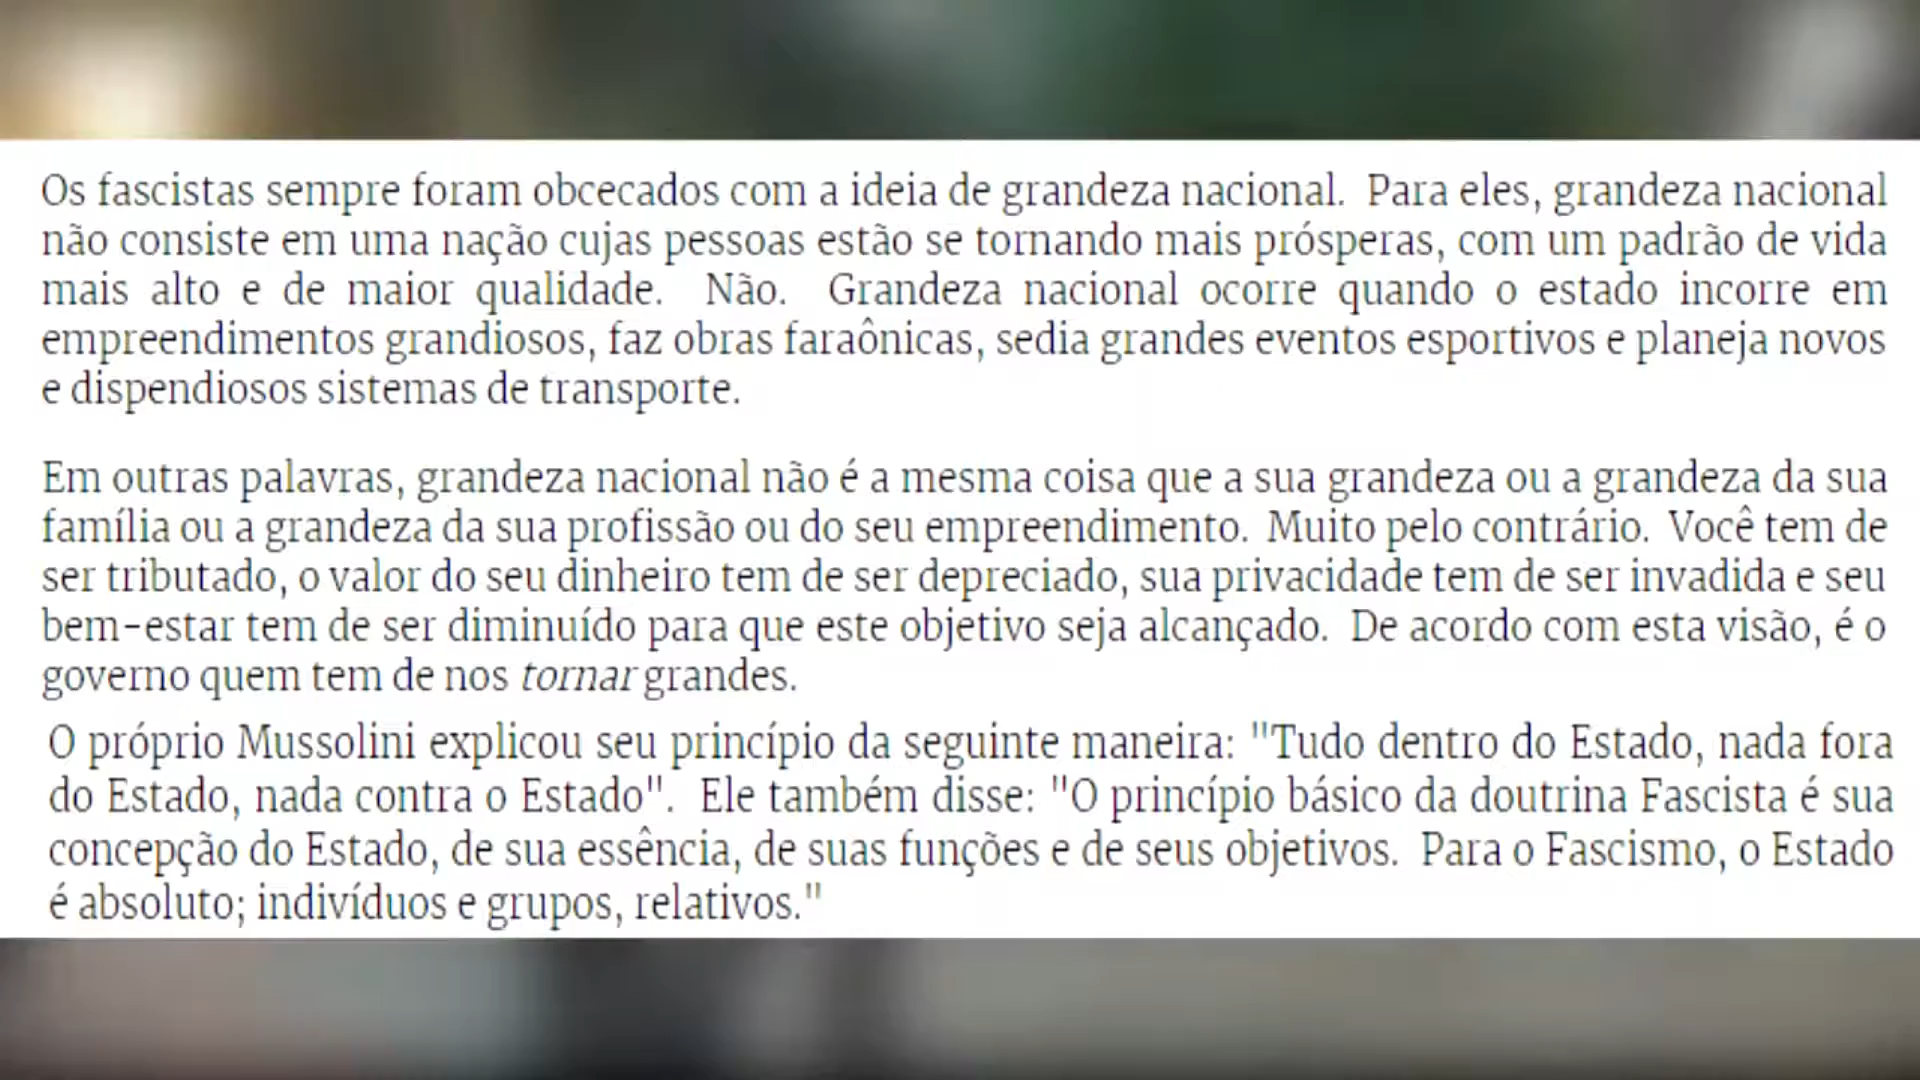 Os fascistas sempre foram obcecados com a ideia de grandeza nacional. Para eles, grandeza nacional
não consiste em uma nação cujas pessoas estão se tornando mais prósperas, com um padrão de vida
mais alto e de maior qualidade. Não. Grandeza nacional ocorre quando o estado incorre em
empreendimentos grandiosos, faz obras faraônicas, sedia grandes eventos esportivos e planeja novos
e dispendiosos sistemas de transporte.
Em outras palavras, grandeza nacional não é a mesma coisa que a sua grandeza ou a grandeza da sua
família ou a grandeza da sua profissão ou do seu empreendimento. Muito pelo contrário. Você tem de
ser tributado, o valor do seu dinheiro tem de ser depreciado, sua privacidade tem de ser invadida e seu
bem-estar tem de ser diminuído para que este objetivo seja alcançado. De acordo com esta visão, é o
governo quem tem de nos tornar grandes.
O próprio Mussolini explicou seu princípio da seguinte maneira: "Tudo dentro do Estado, nada fora
do Estado, nada contra o Estado". Ele também disse: "O princípio básico da doutrina Fascista é sua
concepção do Estado, de sua essência, de suas funções e de seus objetivos. Para o Fascismo, o Estado
é absoluto; indivíduos e grupos, relativos."